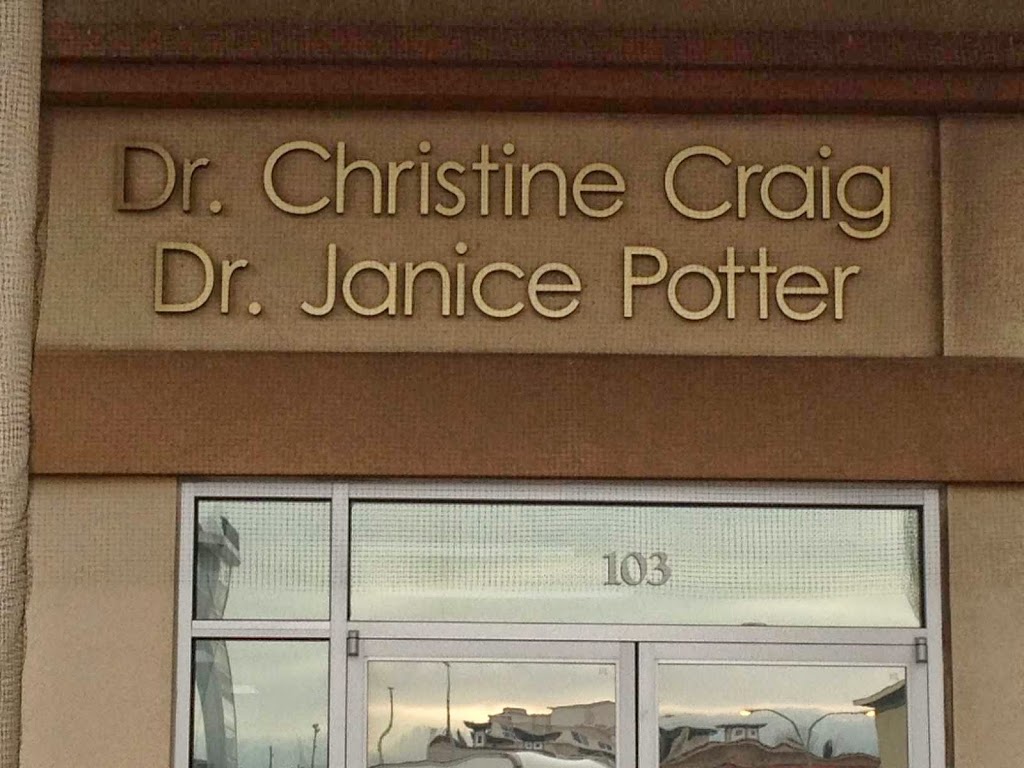 Dr. Christine Craig
Dr. Janice Potter
103